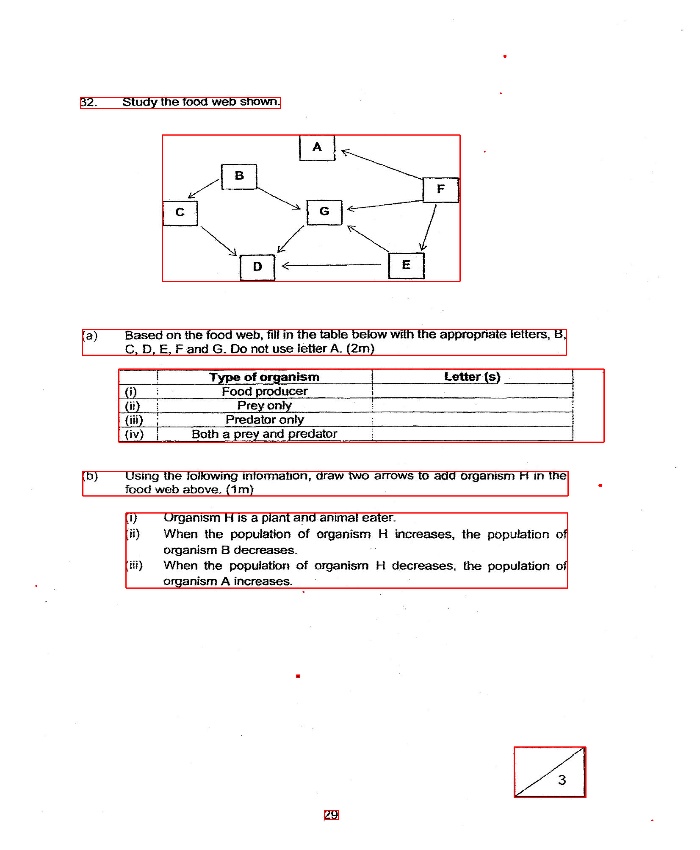 32. Study the food web shown.
A
B
F
C
G
D
E
(a) Based on the food web, fill in the table below with the appropriate letters, B,
C, D, E, F and G. Do not use letter A. (2m)
Type of organism Letter (s)
(i) Food producer
(ii) Prey only
(iii) Predator only
(iv) Both a prey and predator
(b) Using the following information, draw two arrows to add organism H in the
food web above. (1m)
(i) Organism H is a plant and animal eater.
(ii) When the population of organism H increases, the population of
organism B decreases.
(iii) When the population of organism H decreases, the population of
organism A increases.
3
29